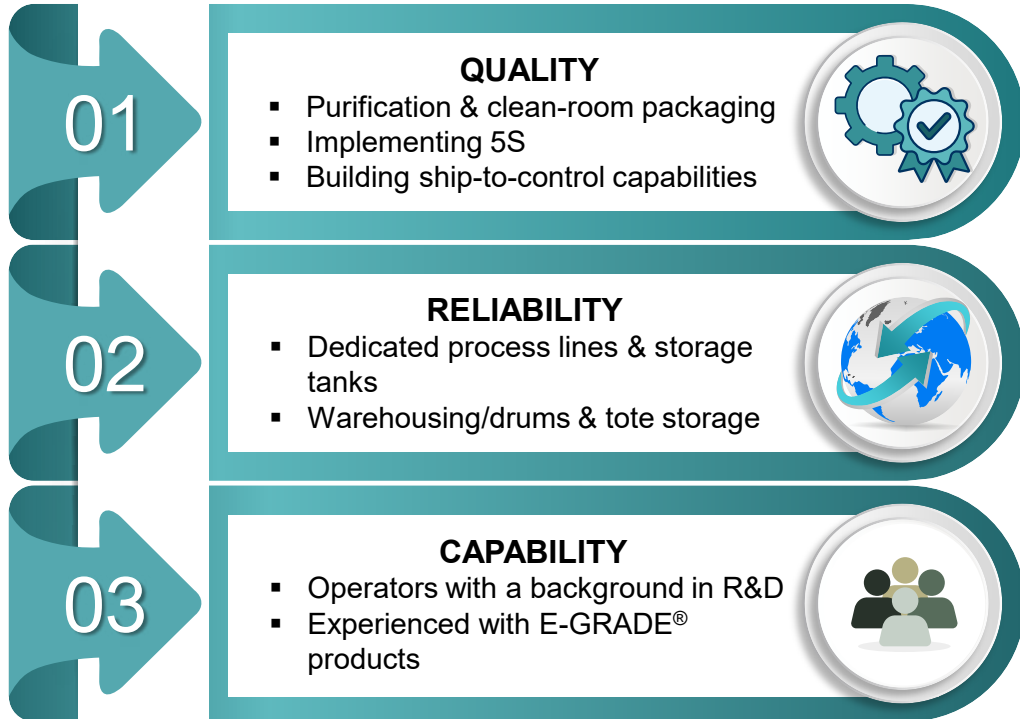 01
QUALITY
▪ Purification & clean-room packaging
▪ Implementing 5S
▪ Building ship-to-control capabilities
02
RELIABILITY
▪ Dedicated process lines & storage
tanks
▪ Warehousing/drums & tote storage
03
CAPABILITY
▪ Operators with a background in R&D
▪ Experienced with E-GRADE®
products